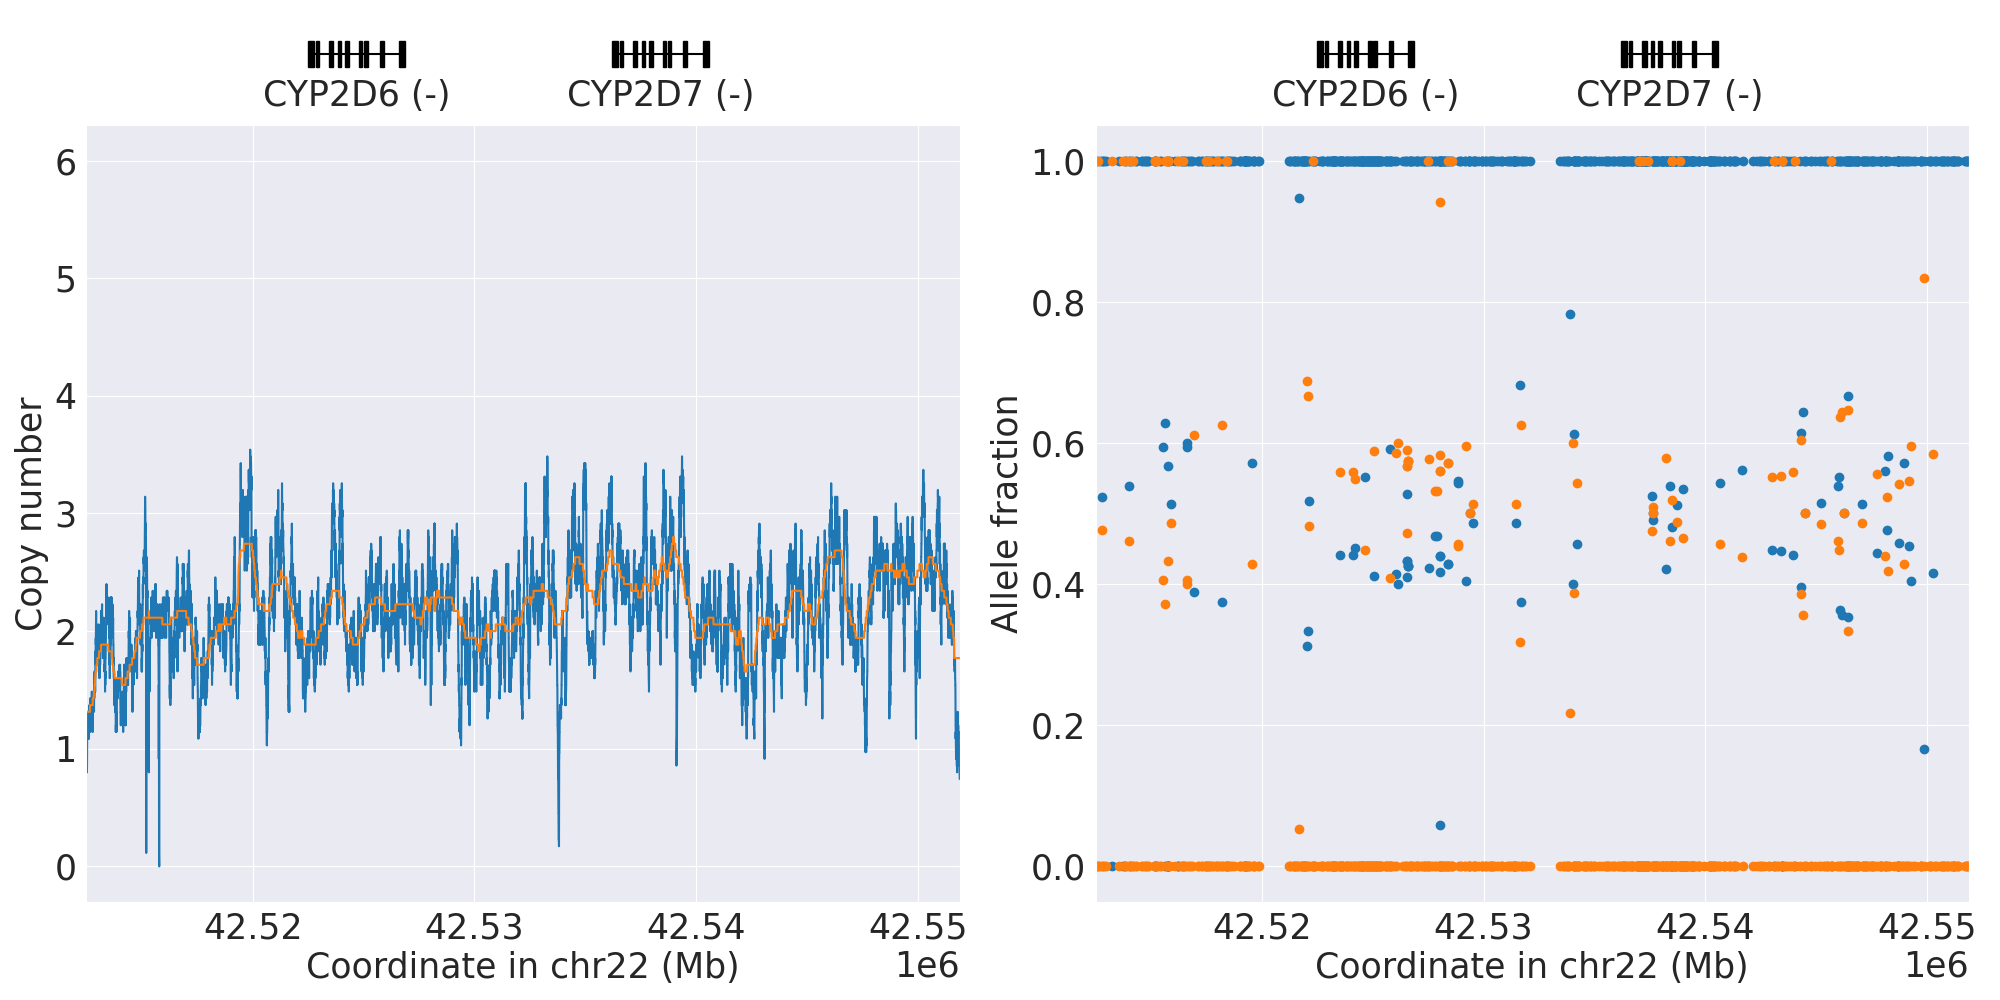 CYP2D6 (-) CYP2D7 (-)
6
5
4
3
2
1
0
Copy number
42.52 42.53 42.54 42.55
Coordinate in chr22 (Mb) 1e6
CYP2D6 (-) CYP2D7 (-)
1.0
0.8
0.6
0.4
0.2
0.0
Allele fraction
42.52 42.53 42.54 42.55
Coordinate in chr22 (Mb) 1e6